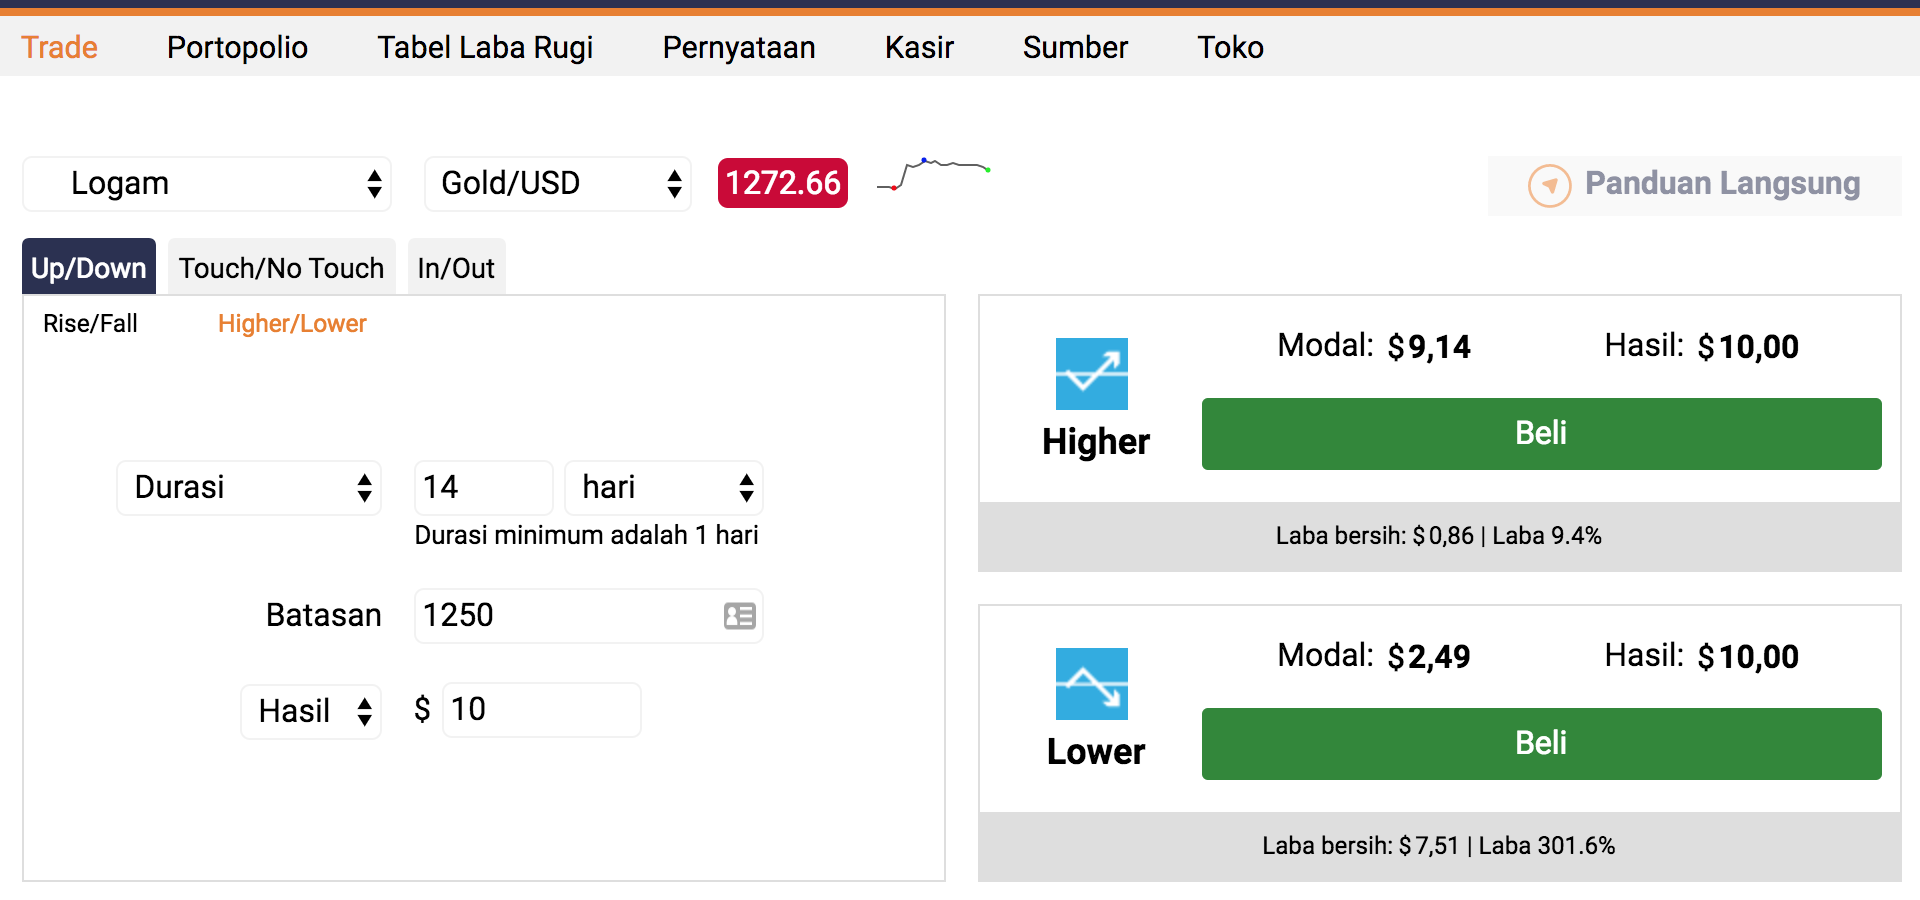 Trade Portopolio Tabel Laba Rugi Pernyataan Kasir Sumber Toko
Logam Gold/USD 1272.66 Panduan Langsung
Up/Down Touch/No Touch In/Out
Rise/Fall Higher/Lower
Durasi 14 hari
Durasi minimum adalah 1 hari
Batasan 1250
Hasil $ 10
Modal: $9,14 Hasil: $10,00
Higher
Beli
Laba bersih: $0,86 | Laba 9.4%
Modal: $2,49 Hasil: $10,00
Lower
Beli
Laba bersih: $7,51 | Laba 301.6%